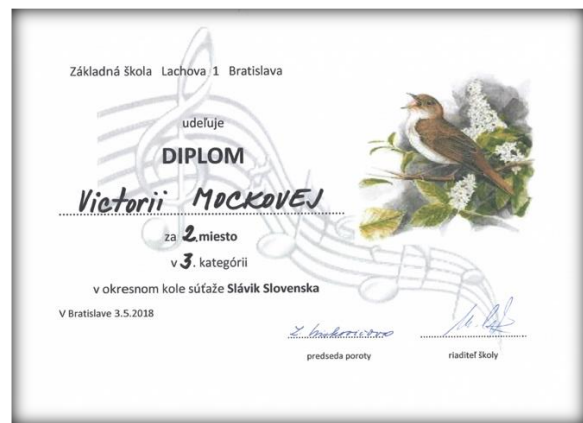 Základná škola Lachova 1 Bratislava
udeľuje
DIPLOM
Victorii MOCKOVEJ
za 2.miesto
v 3. kategórii
v okresnom kole súťaže Slávik Slovenska
V Bratislave 3.5.2018
predseda poroty
riaditeľ školy